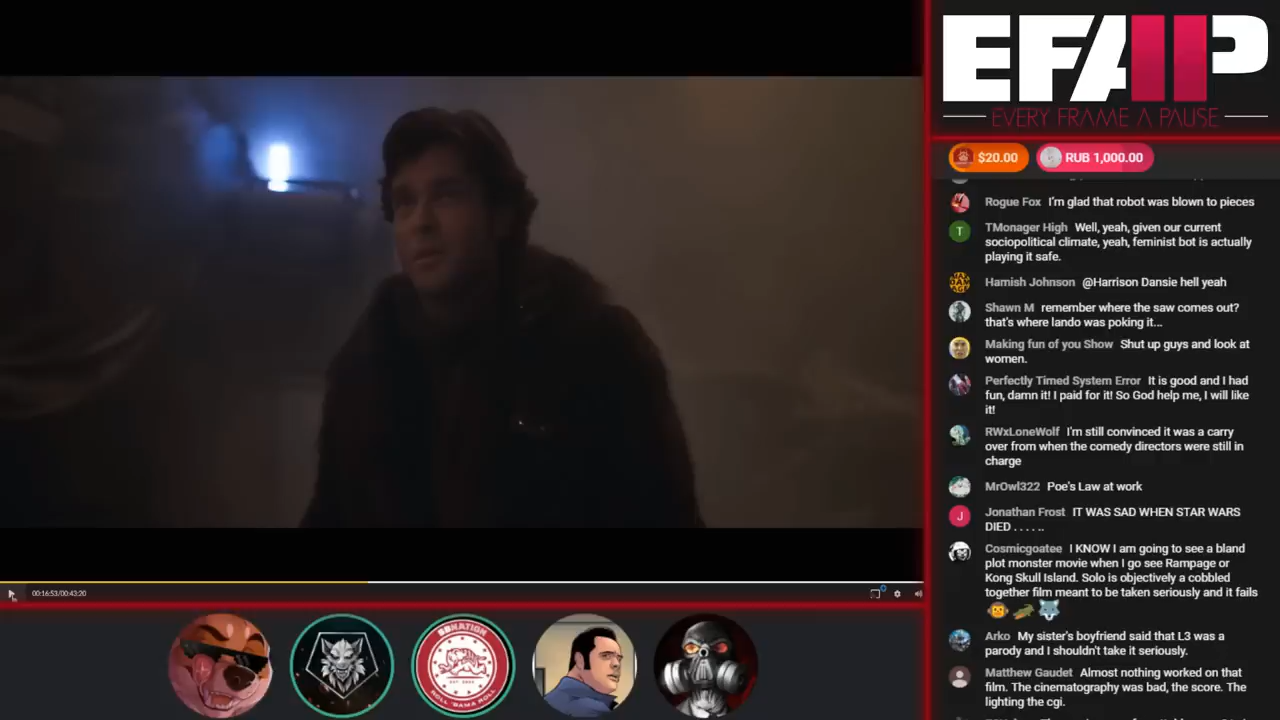 EFAP
EVERY FRAME A PAUSE
$20.00
RUB 1,000.00
Rogue Fox I'm glad that robot was blown to pieces
T
TMonager High Well, yeah, given our current
sociopolitical climate, yeah, feminist bot is actually
playing it safe.
Hamish Johnson @Harrison Dansie hell yeah
Shawn M remember where the saw comes out?
that's where lando was poking it...
Making fun of you Show Shut up guys and look at
women.
Perfectly Timed System Error It is good and I had
fun, damn it! I paid for it! So God help me, I will like
it!
RWxLoneWolf I'm still convinced it was a carry
over from when the comedy directors were still in
charge
MrOwl322 Poe's Law at work
J
Jonathan Frost IT WAS SAD WHEN STAR WARS
DIED . . . . ..
Cosmicgoatee I KNOW I am going to see a bland
plot monster movie when I go see Rampage or
Kong Skull Island. Solo is objectively a cobbled
together film meant to be taken seriously and it fails
Arko My sister's boyfriend said that L3 was a
parody and I shouldn't take it seriously.
Matthew Gaudet Almost nothing worked on that
film. The cinematography was bad, the score. The
lighting the cgi.
00:16:53/00:43:20
NATION
ROLL 'BAMA ROLL